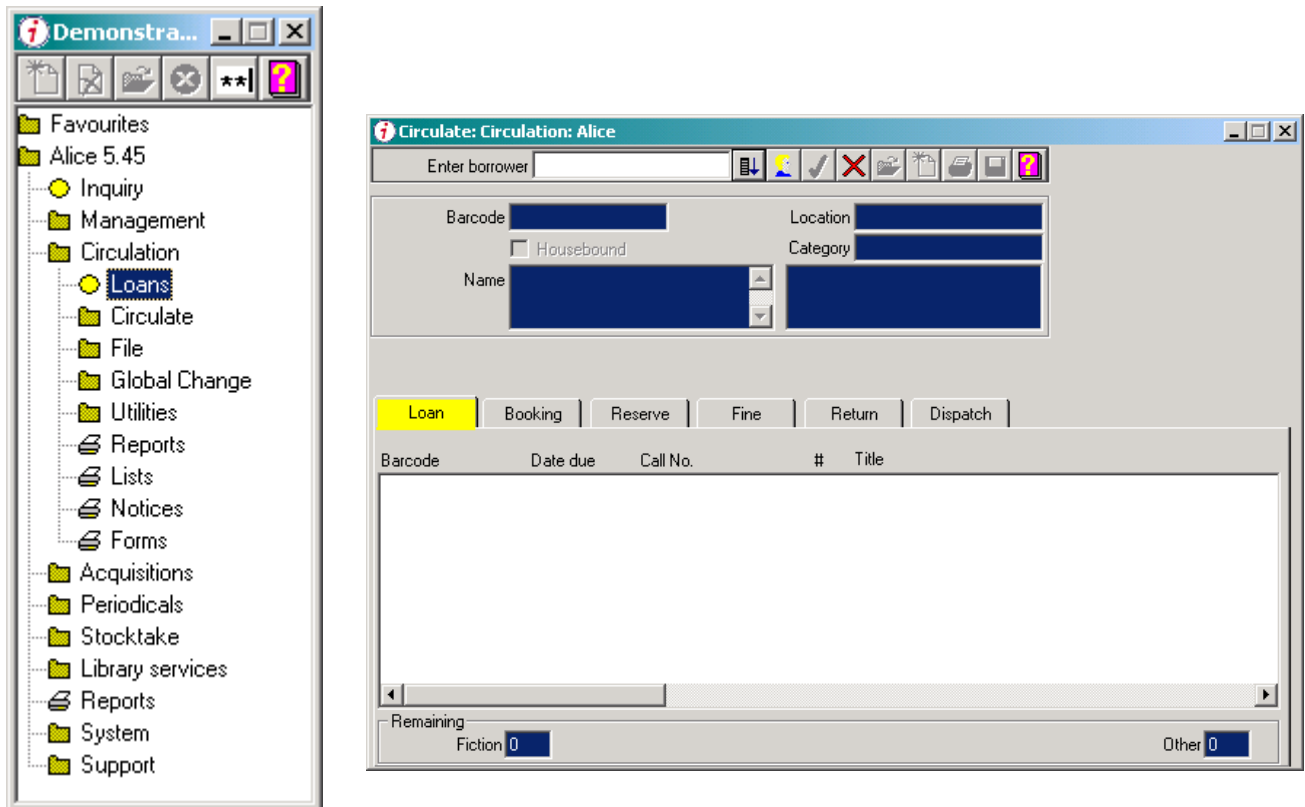 Demonstra...
**|
?
Favourites
Alice 5.45
Inquiry
Management
Circulation
Loans
Circulate
File
Global Change
Utilities
Reports
Lists
Notices
Forms
Acquisitions
Periodicals
Stocktake
Library services
Reports
System
Support
Circulate: Circulation: Alice
Enter borrower
?
Barcode Location
Housebound Category
Name
Loan Booking Reserve Fine Return Dispatch
Barcode Date due Call No. # Title
Remaining
Fiction 0 Other 0